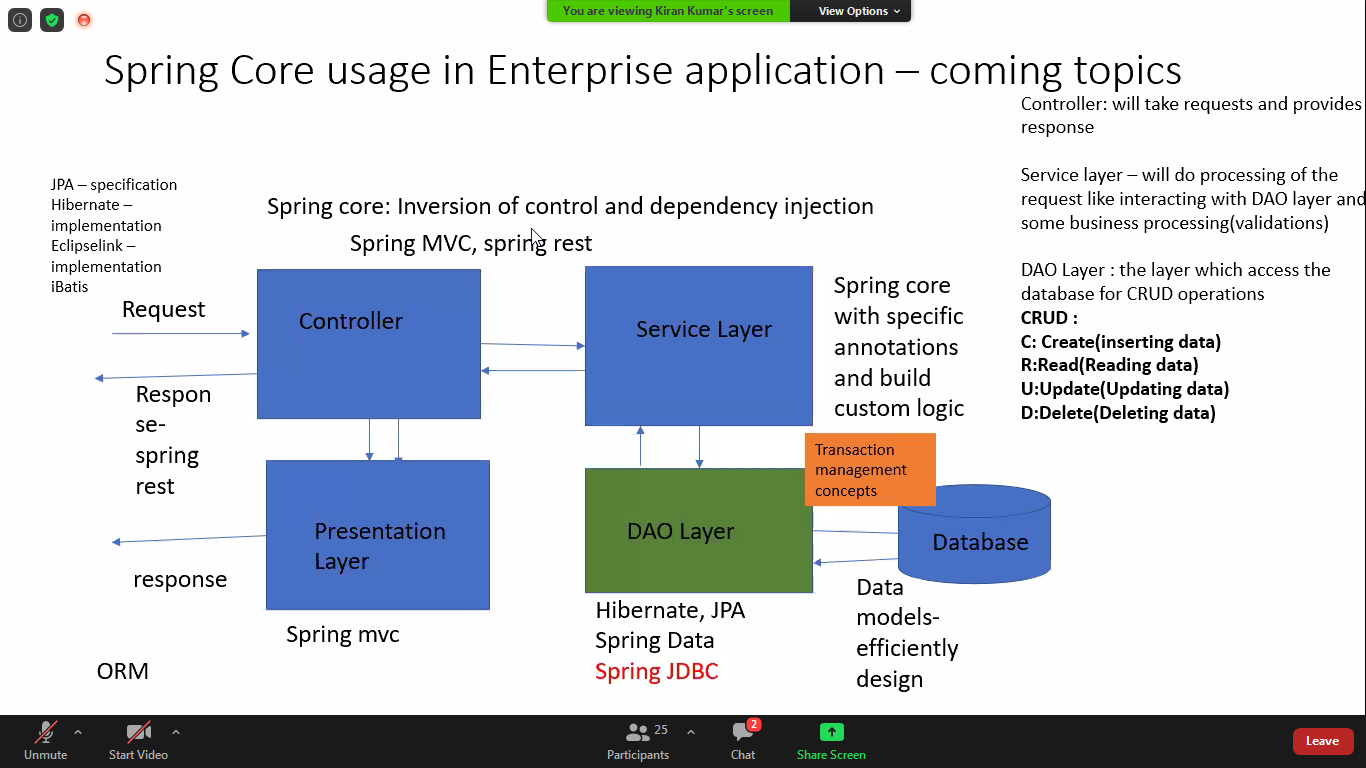 You are viewing Kiran Kumar's screen
View Options
Spring Core usage in Enterprise application – coming topics
Controller: will take requests and provides
response
Service layer – will do processing of the
request like interacting with DAO layer and
some business processing(validations)
DAO Layer : the layer which access the
database for CRUD operations
CRUD :
C: Create(inserting data)
R:Read(Reading data)
U:Update(Updating data)
D:Delete(Deleting data)
JPA – specification
Hibernate –
implementation
Eclipselink –
implementation
iBatis
Spring core: Inversion of control and dependency injection
Spring MVC, spring rest
Request
Controller
Service Layer
Spring core
with specific
annotations
and build
custom logic
Respon
se-
spring
rest
Transaction
management
concepts
Presentation
Layer
DAO Layer
Database
response
Spring mvc
Hibernate, JPA
Spring Data
Spring JDBC
Data
models-
efficiently
design
ORM
Unmute
Start Video
25
Participants
2
Chat
Share Screen
Leave